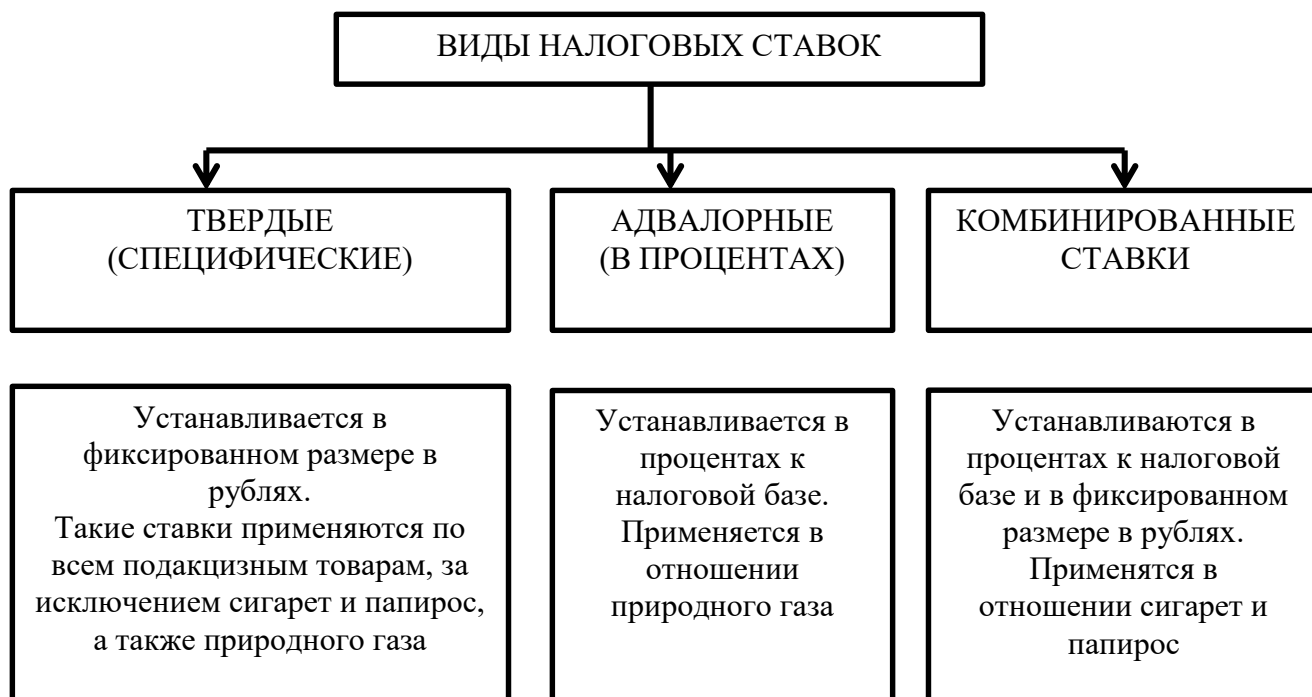 ВИДЫ НАЛОГОВЫХ СТАВОК
ТВЕРДЫЕ
(СПЕЦИФИЧЕСКИЕ)
АДВАЛОРНЫЕ
(В ПРОЦЕНТАХ)
КОМБИНИРОВАННЫЕ
СТАВКИ
Устанавливается в
фиксированном размере в
рублях.
Такие ставки применяются по
всем подакцизным товарам, за
исключением сигарет и папирос,
а также природного газа
Устанавливается в
процентах к
налоговой базе.
Применяется в
отношении
природного газа
Устанавливаются в
процентах к налоговой
базе и в фиксированном
размере в рублях.
Применятся в
отношении сигарет и
папирос